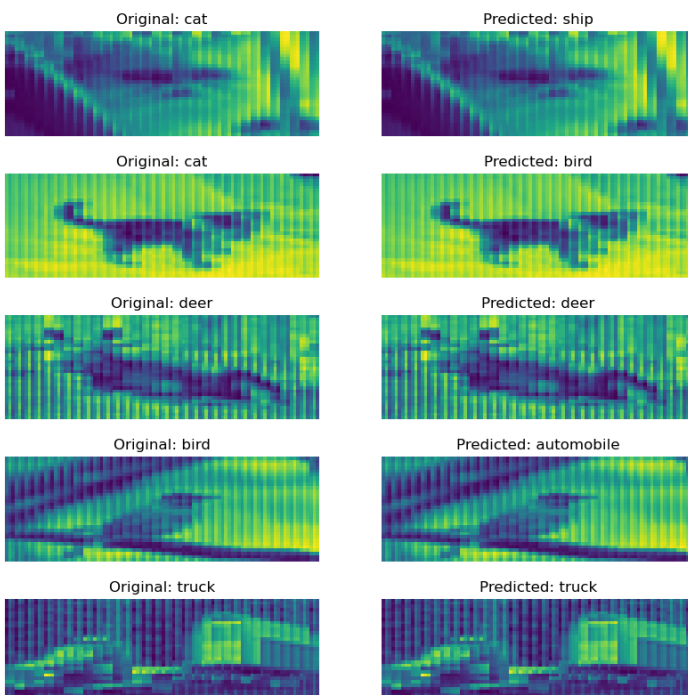 Original: cat
Predicted: ship
Original: cat
Predicted: bird
Original: deer
Predicted: deer
Original: bird
Predicted: automobile
Original: truck
Predicted: truck